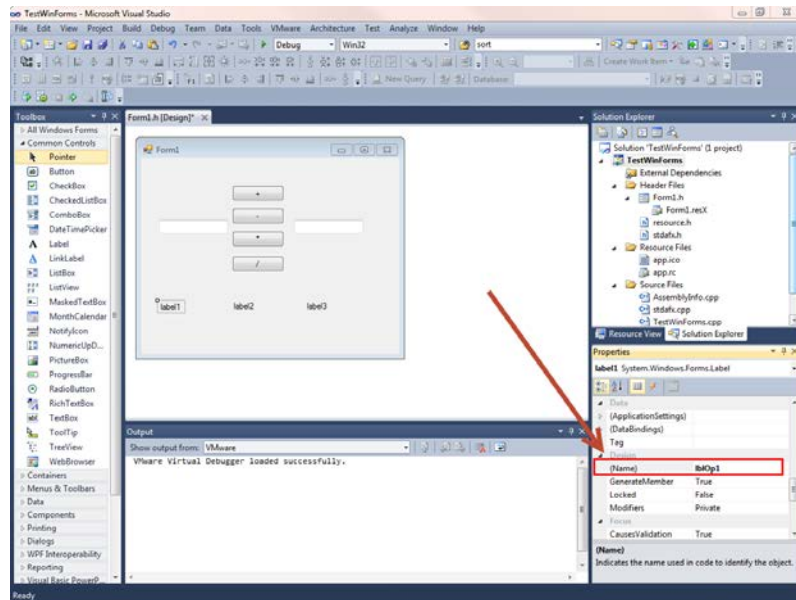 TestWinForms - Microsoft Visual Studio
File Edit View Project Build Debug Team Data Tools VMware Architecture Test Analyze Window Help
Debug Win32 sort
Create Work Item
New Query Database:
Toolbox
All Windows Forms
Common Controls
Pointer
Button
CheckBox
CheckedListBox
ComboBox
DateTimePicker
Label
LinkLabel
ListBox
ListView
MaskedTextBox
MonthCalendar
NotifyIcon
NumericUpD...
PictureBox
ProgressBar
RadioButton
RichTextBox
TextBox
ToolTip
TreeView
WebBrowser
Containers
Menus & Toolbars
Data
Components
Printing
Dialogs
WPF Interoperability
Reporting
Visual Basic PowerP...
Form1.h [Design]*
Form1
+
-
*
/
label1 label2 label3
Output
Show output from: VMware
VMware Virtual Debugger loaded successfully.
Solution Explorer
Solution 'TestWinForms' (1 project)
TestWinForms
External Dependencies
Header Files
Form1.h
Form1.resX
resource.h
stdafx.h
Resource Files
app.ico
app.rc
Source Files
AssemblyInfo.cpp
stdafx.cpp
TestWinForms.cpp
Resource View Solution Explorer
Properties
label1 System.Windows.Forms.Label
Data
(ApplicationSettings)
(DataBindings)
Tag
Design
(Name) lblOp1
GenerateMember True
Locked False
Modifiers Private
Focus
CausesValidation True
(Name)
Indicates the name used in code to identify the object.
Ready